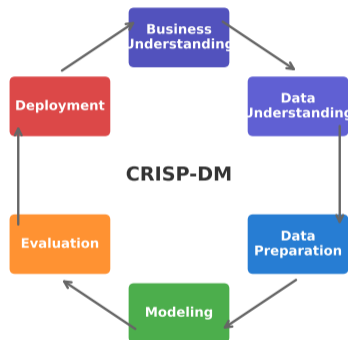 Business
Understanding
Data
Understanding
Deployment
CRISP-DM
Evaluation
Data
Preparation
Modeling